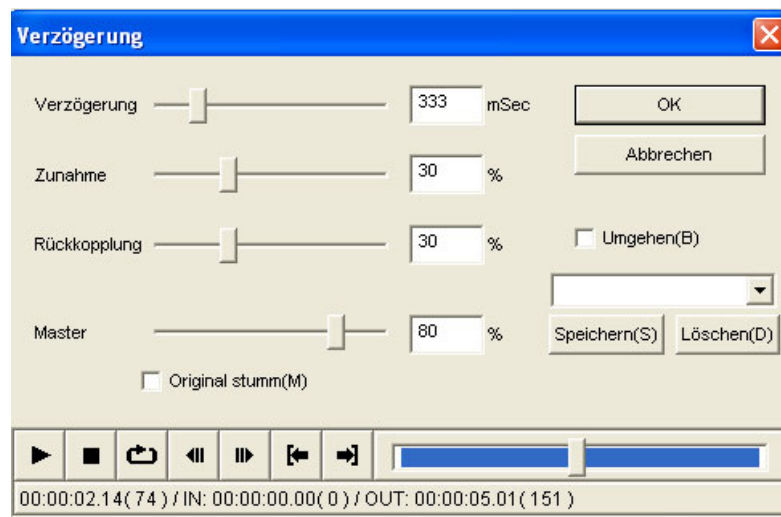 Verzögerung
Verzögerung 333 mSec OK
Abbrechen
Zunahme 30 %
Rückkopplung 30 % Umgehen(B)
Master 80 % Speichern(S) Löschen(D)
Original stumm(M)
00:00:02.14( 74 ) / IN: 00:00:00.00( 0 ) / OUT: 00:00:05.01( 151 )